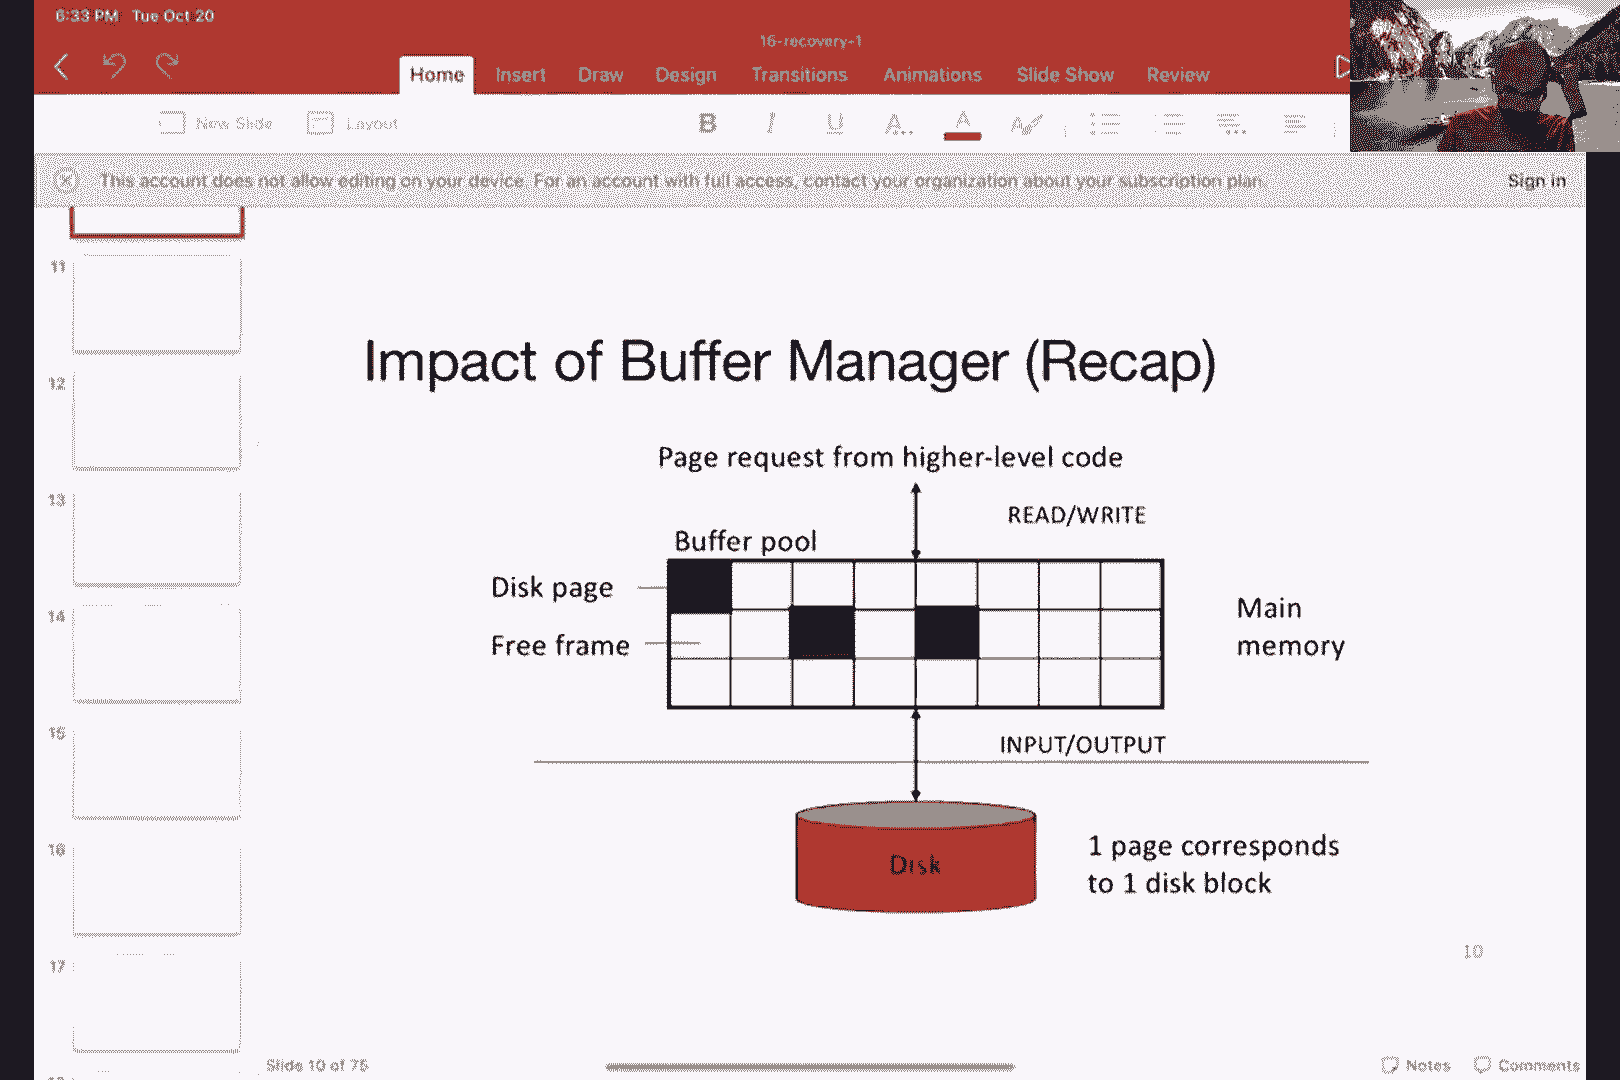 6:33 PM Tue Oct 20
16-recovery-1
Home Insert Draw Design Transitions Animations Slide Show Review
New Slide Layout B I U A A
This account does not allow editing on your device. For an account with full access, contact your organization about your subscription plan.
Sign in
11
12
13
14
15
16
17
Impact of Buffer Manager (Recap)
Page request from higher-level code
READ/WRITE
Buffer pool
Disk page
Free frame
Main
memory
INPUT/OUTPUT
Disk
1 page corresponds
to 1 disk block
10
Slide 10 of 75
Notes Comments